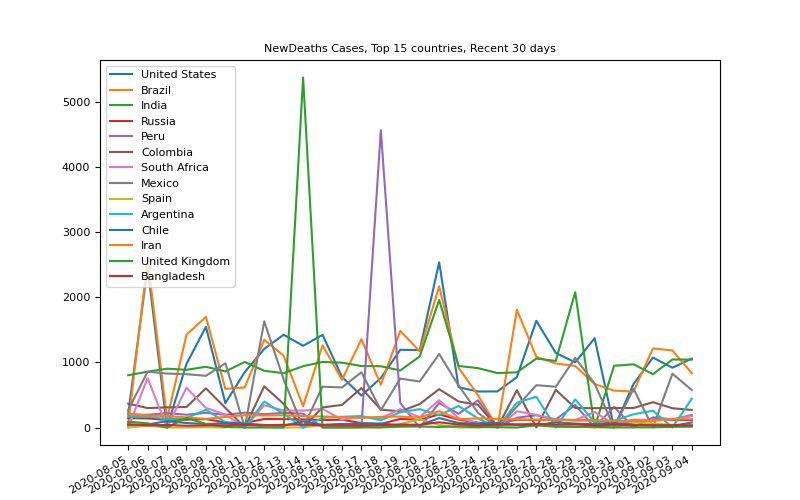 NewDeaths Cases, Top 15 countries, Recent 30 days
5000
4000
3000
2000
1000
0
United States
Brazil
India
Russia
Peru
Colombia
South Africa
Mexico
Spain
Argentina
Chile
Iran
United Kingdom
Bangladesh
2020-08-05
2020-08-06
2020-08-07
2020-08-08
2020-08-09
2020-08-10
2020-08-11
2020-08-12
2020-08-13
2020-08-14
2020-08-15
2020-08-16
2020-08-17
2020-08-18
2020-08-19
2020-08-20
2020-08-21
2020-08-22
2020-08-23
2020-08-24
2020-08-25
2020-08-26
2020-08-27
2020-08-28
2020-08-29
2020-08-30
2020-08-31
2020-09-01
2020-09-02
2020-09-03
2020-09-04